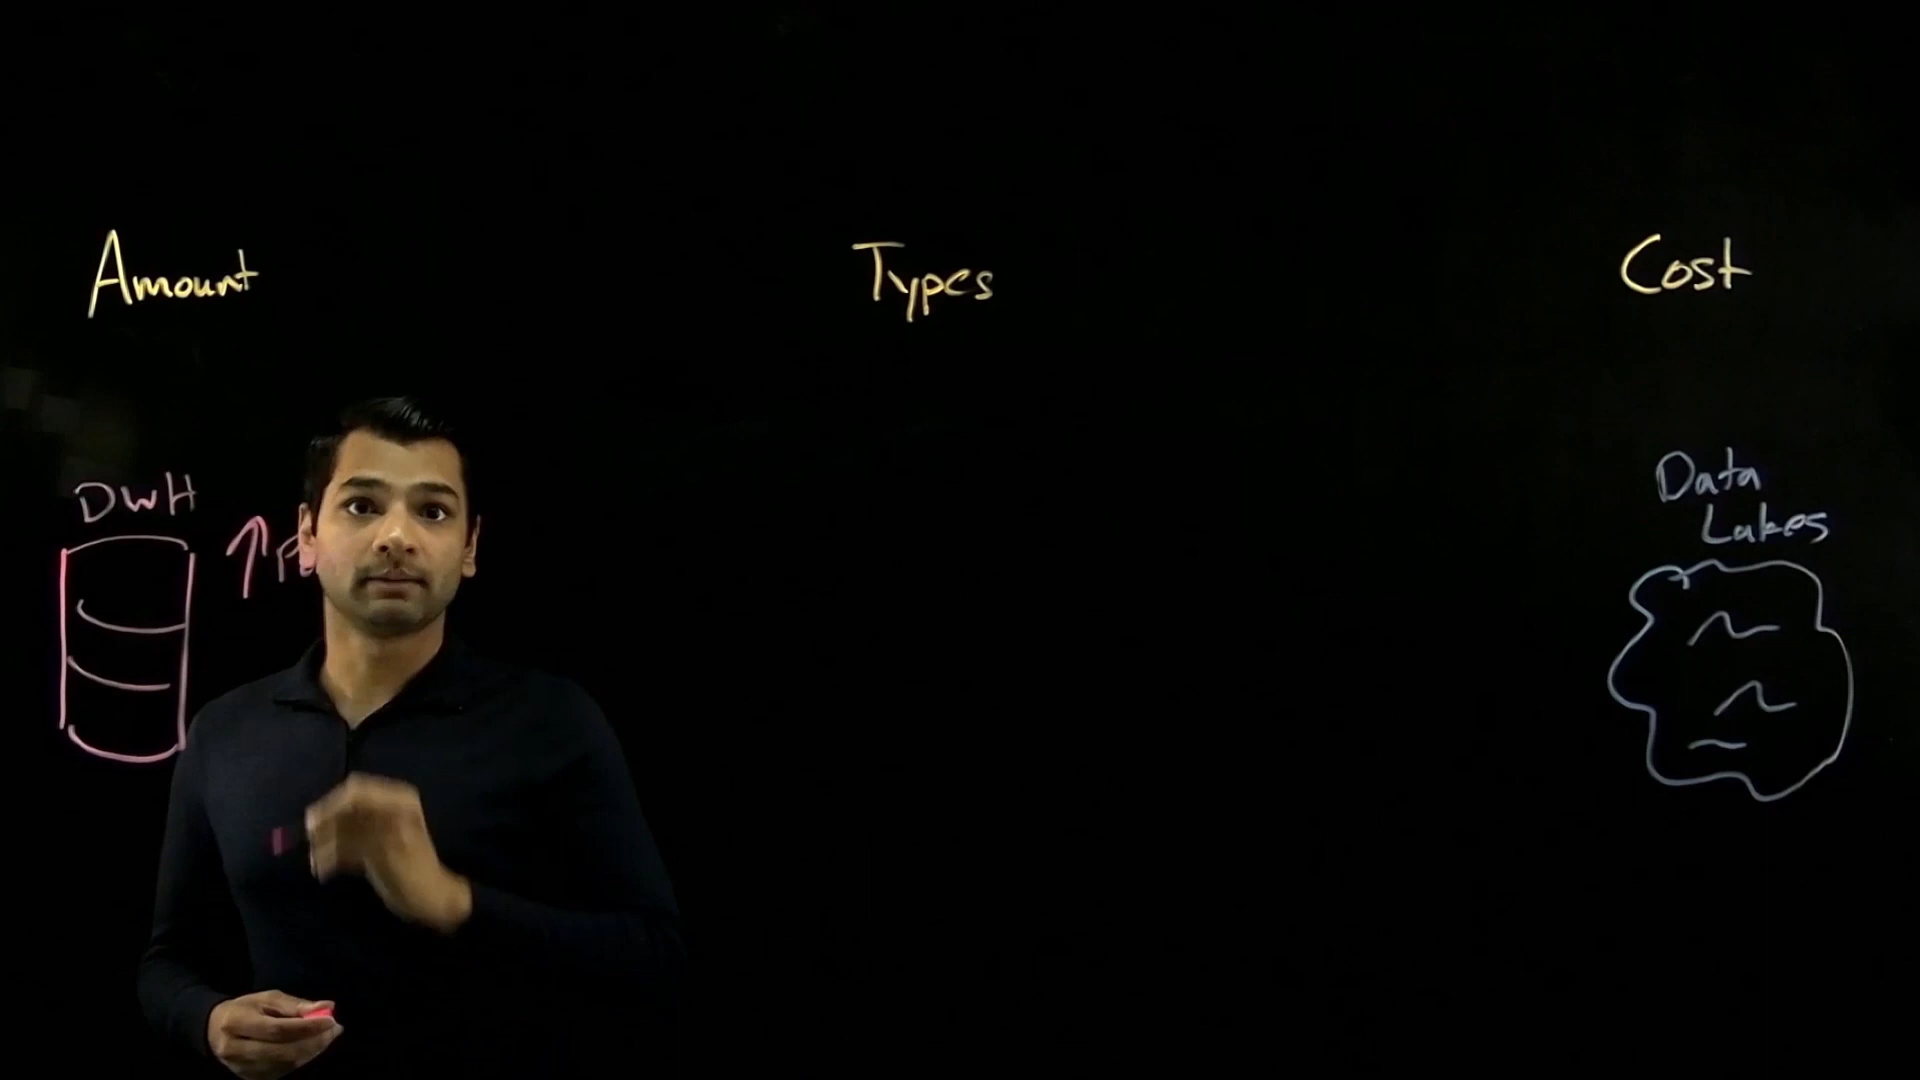 Amount
Types
Cost
DWH
Data
Lakes